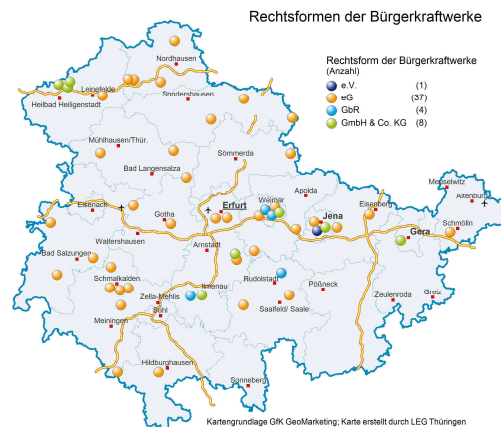 Rechtsformen der Bürgerkraftwerke
Rechtsform der Bürgerkraftwerke
(Anzahl)
e.V. (1)
eG (37)
GbR (4)
GmbH & Co. KG (8)
Nordhausen
Leinefelde
Heilbad Heiligenstadt
Sondershausen
Mühlhausen/Thür.
Sömmerda
Bad Langensalza
Meuselwitz
Altenburg
Apolda
Weimar
Eisenberg
Eisenach
Erfurt
Gotha
Jena
Schmölln
Gera
Waltershausen
Arnstadt
Bad Salzungen
Schmalkalden
Rudolstadt
Ilmenau
Pößneck
Greiz
Zella-Mehlis
Zeulenroda
Suhl
Saalfeld/ Saale
Meiningen
Hildburghausen
Sonneberg
Kartengrundlage GfK GeoMarketing; Karte erstellt durch LEG Thüringen